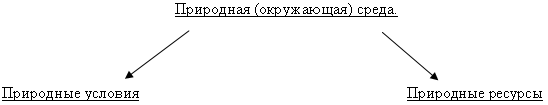 Природная (окружающая) среда.
Природные условия
Природные ресурсы